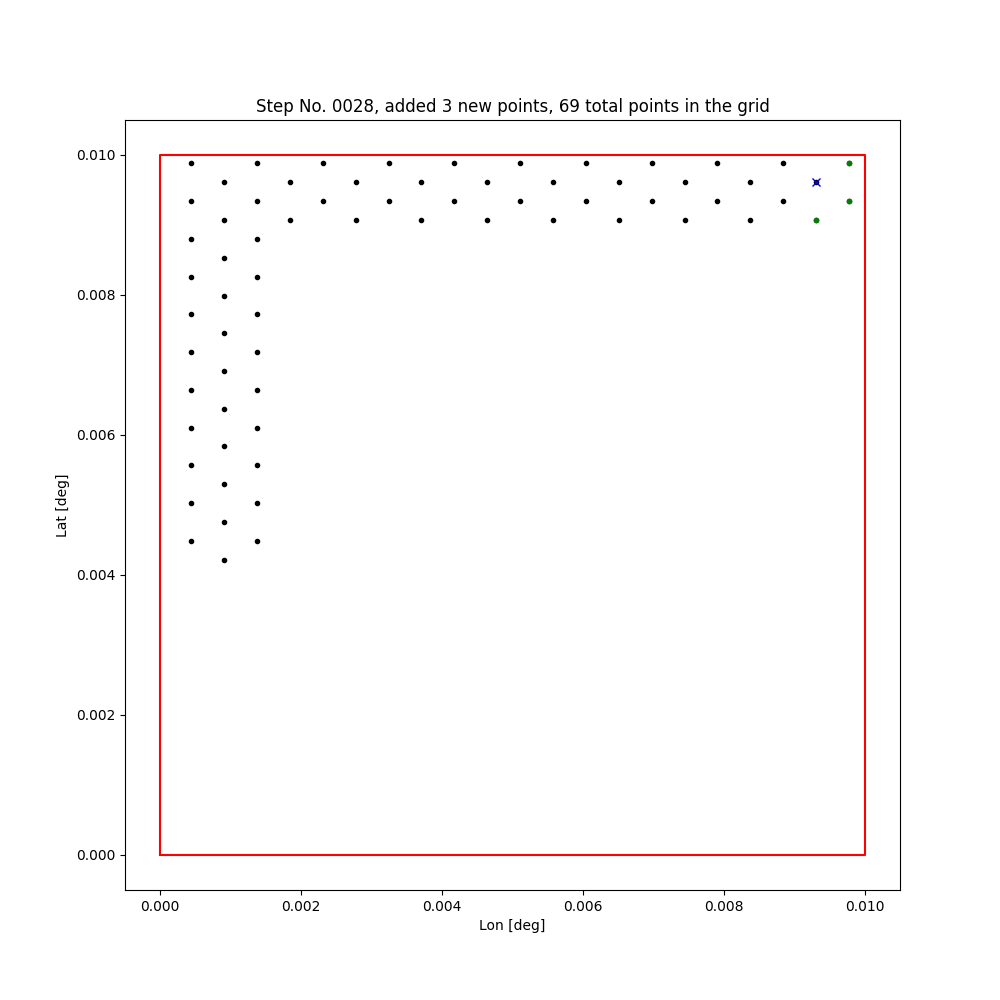 Step No. 0028, added 3 new points, 69 total points in the grid
0.010
0.008
0.006
0.004
0.002
0.000
Lat [deg]
0.000 0.002 0.004 0.006 0.008 0.010
Lon [deg]